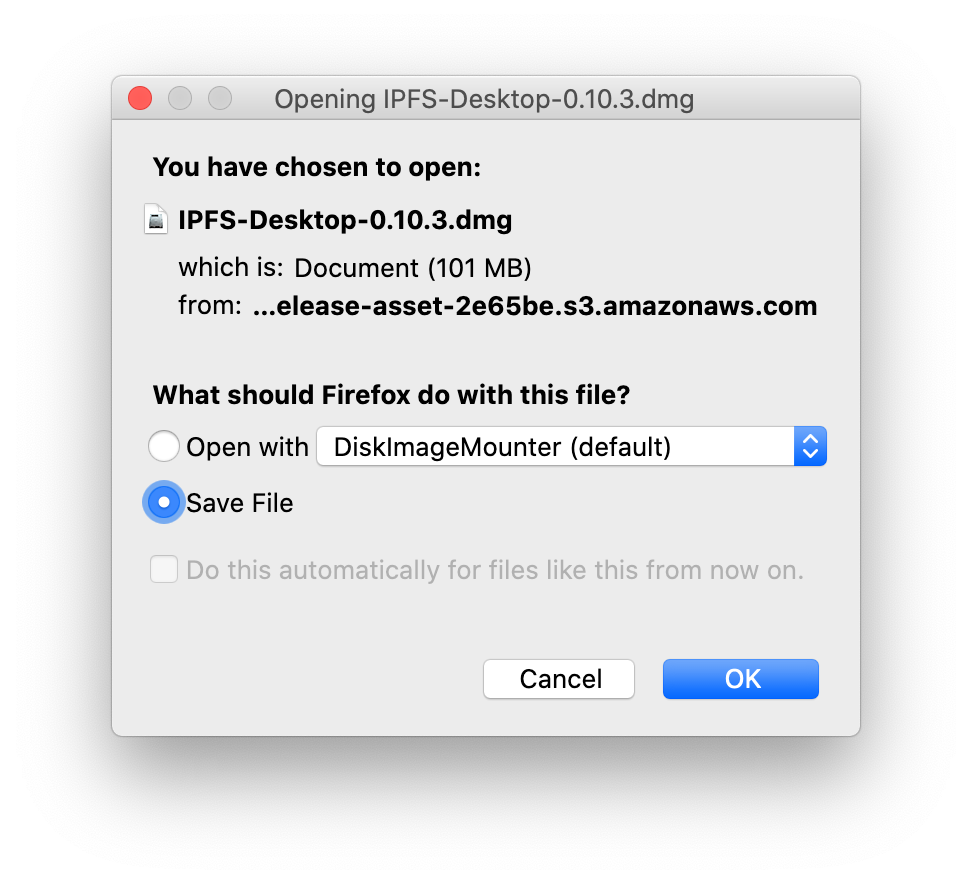 Opening IPFS-Desktop-0.10.3.dmg
You have chosen to open:
IPFS-Desktop-0.10.3.dmg
which is: Document (101 MB)
from: ...elease-asset-2e65be.s3.amazonaws.com
What should Firefox do with this file?
Open with DiskImageMounter (default)
Save File
Do this automatically for files like this from now on.
Cancel OK